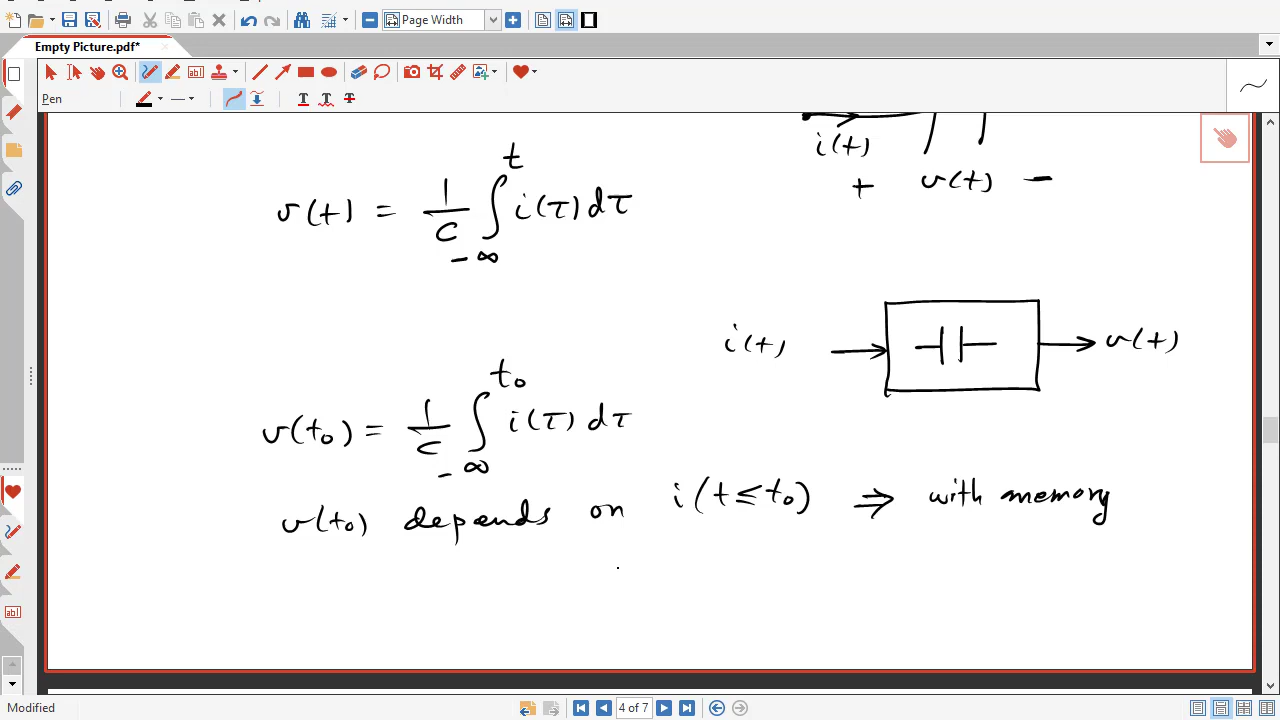 Page Width
Empty Picture.pdf*
Pen
i(t)
+ v(t) -
v(t) = 1/C ∫_{-∞}^{t} i(τ) dτ
i(t) v(t)
v(t₀) = 1/C ∫_{-∞}^{t₀} i(τ) dτ
v(t₀) depends on i(t ≤ t₀) ⇒ with memory
Modified
4 of 7